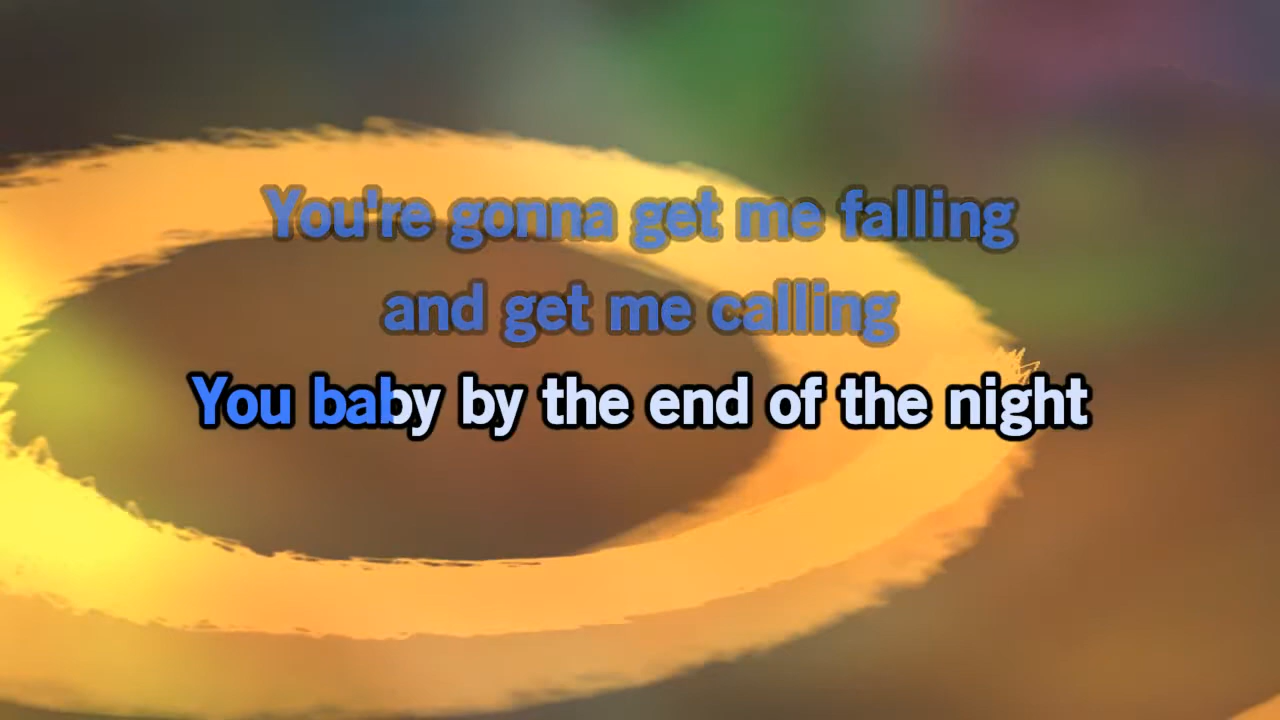 You're gonna get me falling
and get me calling
You baby by the end of the night